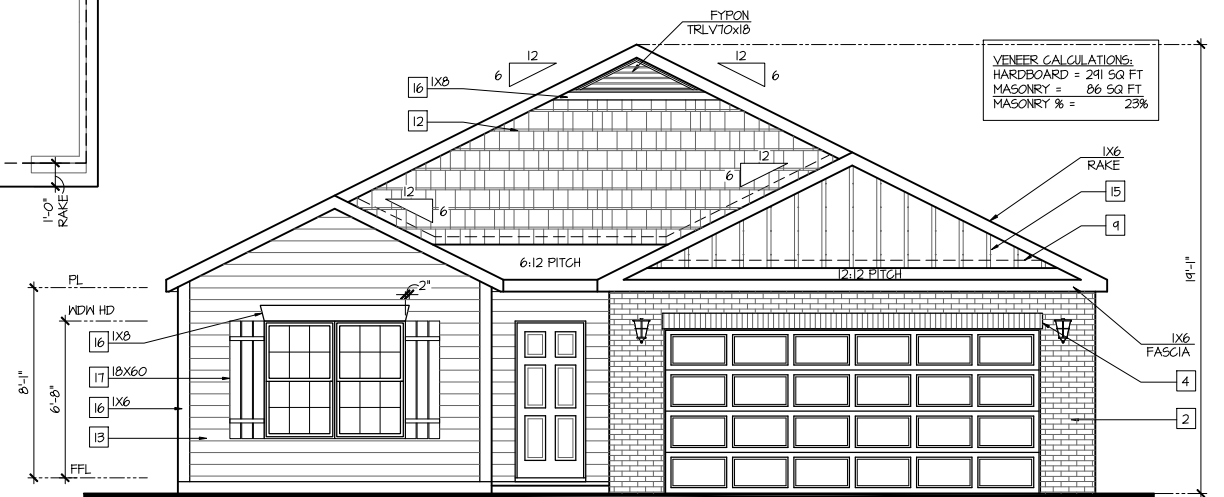 FYPON
TRLV70x18
12
6
12
6
16 1X8
12
VENEER CALCULATIONS:
HARDBOARD = 291 SQ FT
MASONRY = 86 SQ FT
MASONRY % = 23%
12
6
12
6
1X6
RAKE
15
9
1'-0"
RAKE
6:12 PITCH
12:12 PITCH
19'-1"
PL
2"
WDW HD
16 1X8
17 18X60
16 1X6
13
8'-1"
6'-8"
FFL
1X6
FASCIA
4
2